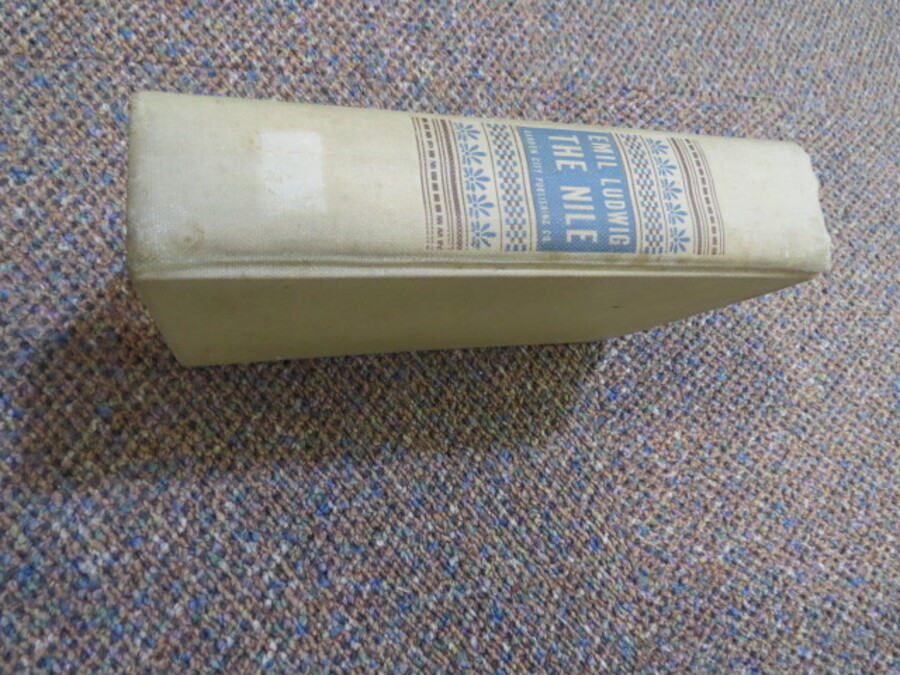 EMIL LUDWIG
THE NILE
GARDEN CITY PUBLISHING CO